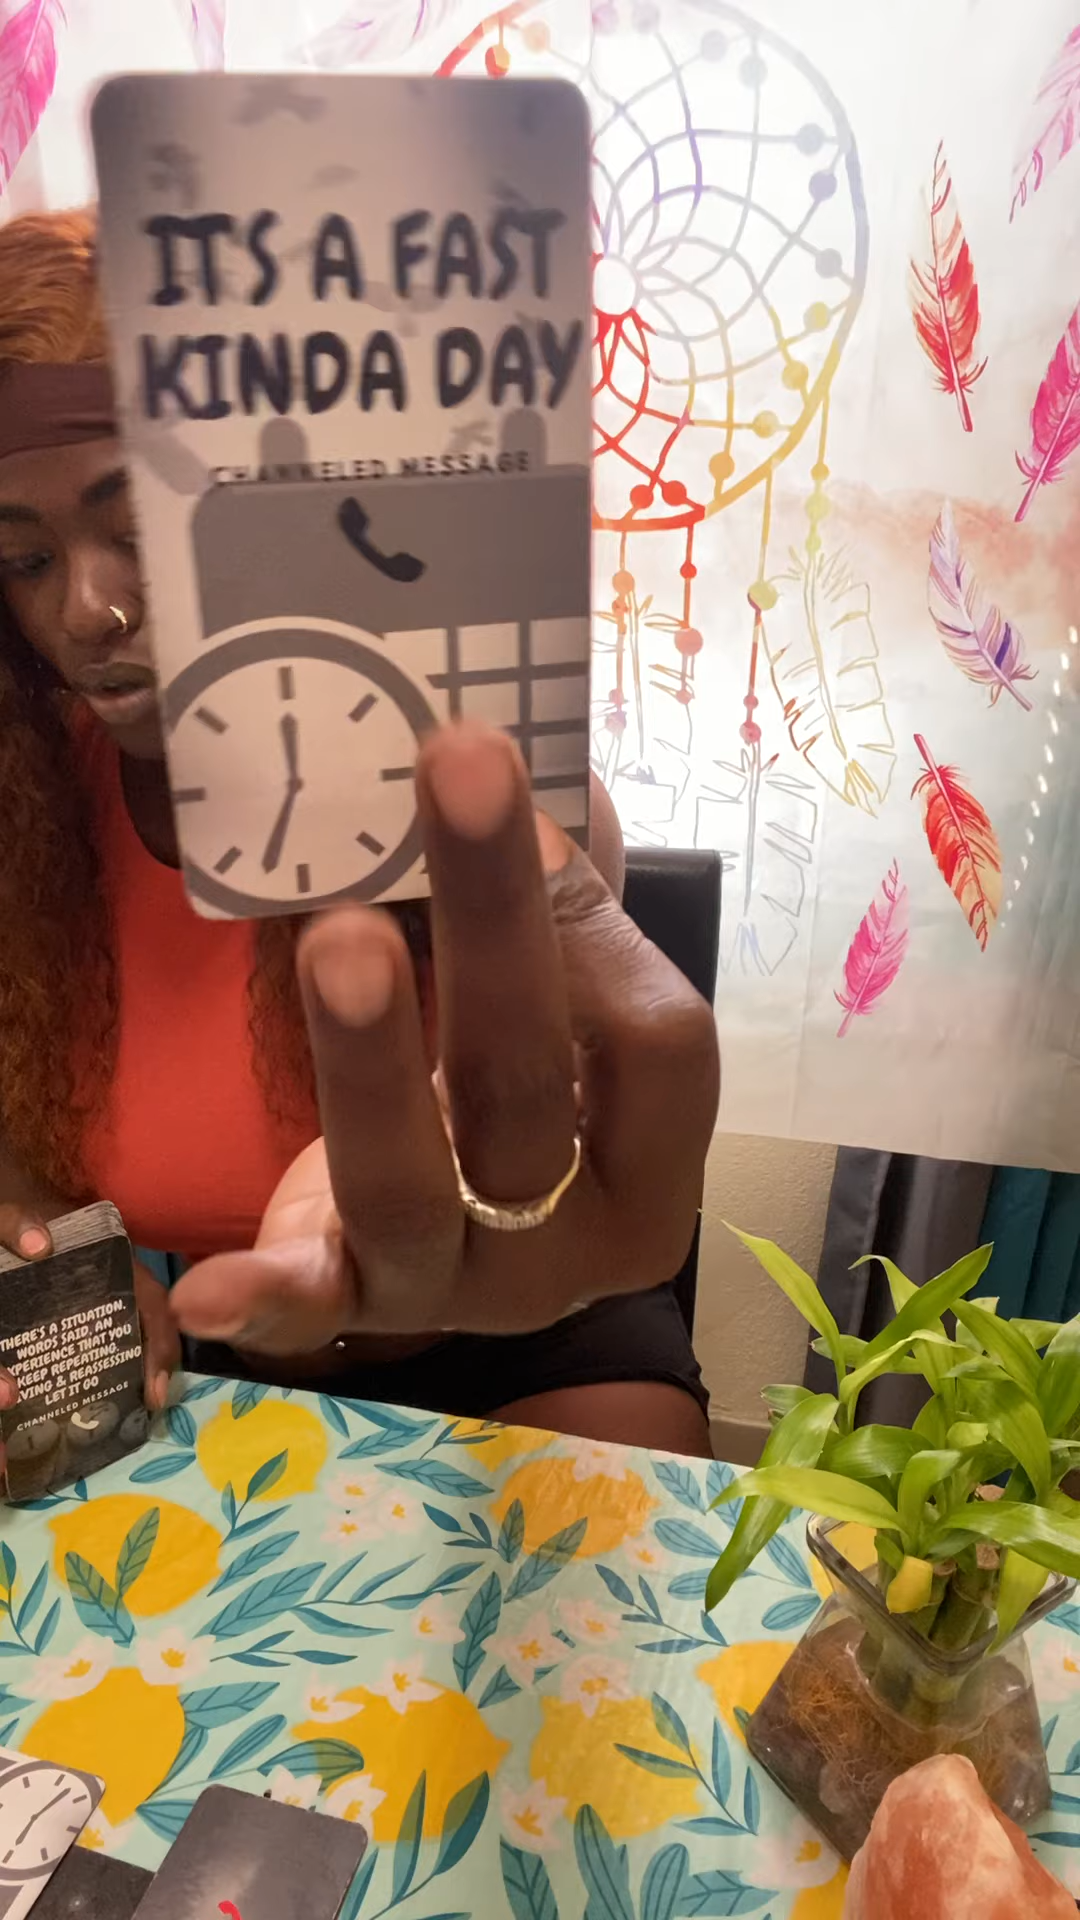 IT'S A FAST
KINDA DAY
CHANNELED MESSAGE
THERE'S A SITUATION.
WORDS SAID, AN
EXPERIENCE THAT YOU
KEEP REPEATING.
& REASSESSING
LET IT GO
CHANNELED MESSAGE